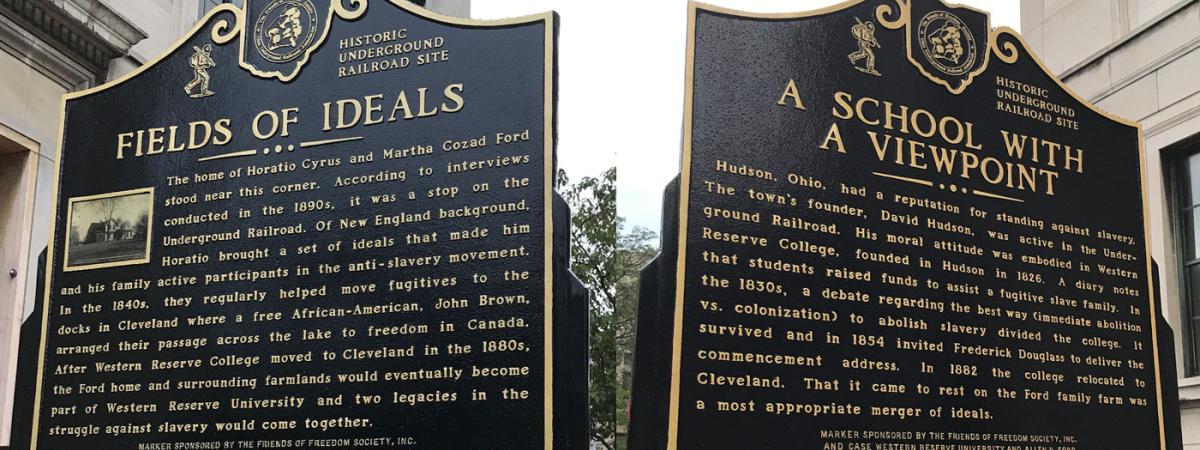 HISTORIC
UNDERGROUND
RAILROAD SITE
FIELDS OF IDEALS
The home of Horatio Cyrus and Martha Cozad Ford
stood near this corner. According to interviews
conducted in the 1890s, it was a stop on the
Underground Railroad. Of New England background,
Horatio brought a set of ideals that made him
and his family active participants in the anti-slavery movement.
In the 1840s, they regularly helped move fugitives to the
docks in Cleveland where a free African-American, John Brown,
arranged their passage across the lake to freedom in Canada.
After Western Reserve College moved to Cleveland in the 1880s,
the Ford home and surrounding farmlands would eventually become
part of Western Reserve University and two legacies in the
struggle against slavery would come together.
MARKER SPONSORED BY THE FRIENDS OF FREEDOM SOCIETY, INC.
HISTORIC
UNDERGROUND
RAILROAD SITE
A SCHOOL WITH
A VIEWPOINT
Hudson, Ohio, had a reputation for standing against slavery.
The town's founder, David Hudson, was active in the Under-
ground Railroad. His moral attitude was embodied in Western
Reserve College, founded in Hudson in 1826. A diary notes
that students raised funds to assist a fugitive slave family. In
the 1830s, a debate regarding the best way (immediate abolition
vs. colonization) to abolish slavery divided the college. It
survived and in 1854 invited Frederick Douglass to deliver the
commencement address. In 1882 the college relocated to
Cleveland. That it came to rest on the Ford family farm was
a most appropriate merger of ideals.
MARKER SPONSORED BY THE FRIENDS OF FREEDOM SOCIETY, INC.
AND CASE WESTERN RESERVE UNIVERSITY AND